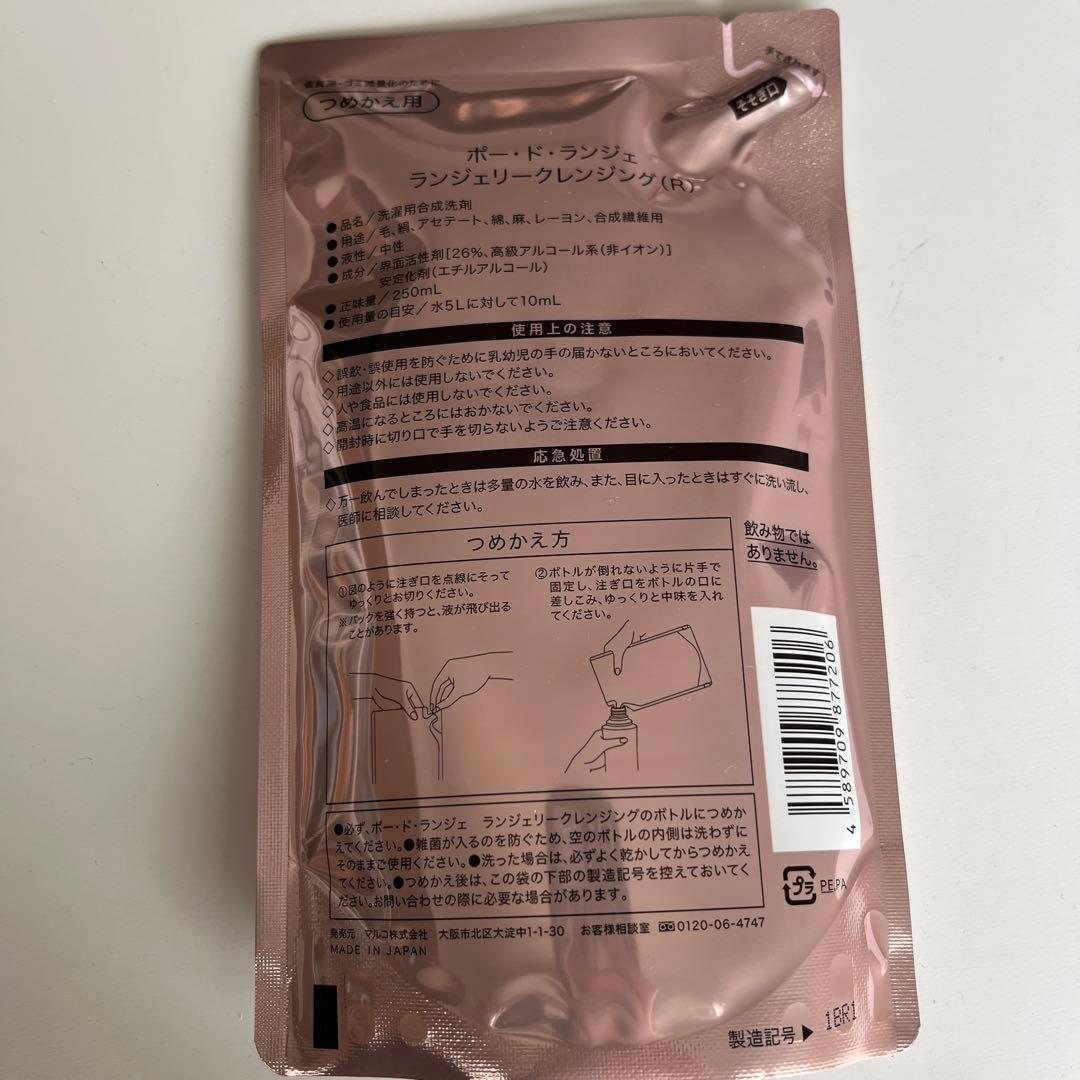 省資源・ゴミ軽量化のために
つめかえ用
手で切れます
そそぎ口
ポー・ド・ランジェ
ランジェリークレンジング(R)
●品名／洗濯用合成洗剤
●用途／毛、絹、アセテート、綿、麻、レーヨン、合成繊維用
●液性／中性
●成分／界面活性剤[26%、高級アルコール系(非イオン)]
安定化剤(エチルアルコール)
●正味量／250mL
●使用量の目安／水5Lに対して10mL
使用上の注意
◇誤飲・誤使用を防ぐために乳幼児の手の届かないところにおいてください。
◇用途以外には使用しないでください。
◇人や食品には使用しないでください。
◇高温になるところにはおかないでください。
◇開封時に切り口で手を切らないようご注意ください。
応急処置
◇万一飲んでしまったときは多量の水を飲み、また、目に入ったときはすぐに洗い流し、
医師に相談してください。
つめかえ方
①図のように注ぎ口を点線にそって
ゆっくりとお切りください。
※パックを強く持つと、液が飛び出る
ことがあります。
②ボトルが倒れないように片手で
固定し、注ぎ口をボトルの口に
差しこみ、ゆっくりと中味を入れ
てください。
飲み物では
ありません。
4 589709 877206
●必ず、ポー・ド・ランジェ ランジェリークレンジングのボトルにつめか
えてください。●雑菌が入るのを防ぐため、空のボトルの内側は洗わずに
そのままご使用ください。●洗った場合は、必ずよく乾かしてからつめかえ
てください。●つめかえ後は、この袋の下部の製造記号を控えておいてく
ださい。お問い合わせの際に必要な場合があります。
プラ
PE,PA
発売元 マルコ株式会社 大阪市北区大淀中1-1-30 お客様相談室 0120-06-4747
MADE IN JAPAN
製造記号▶ 1BR1